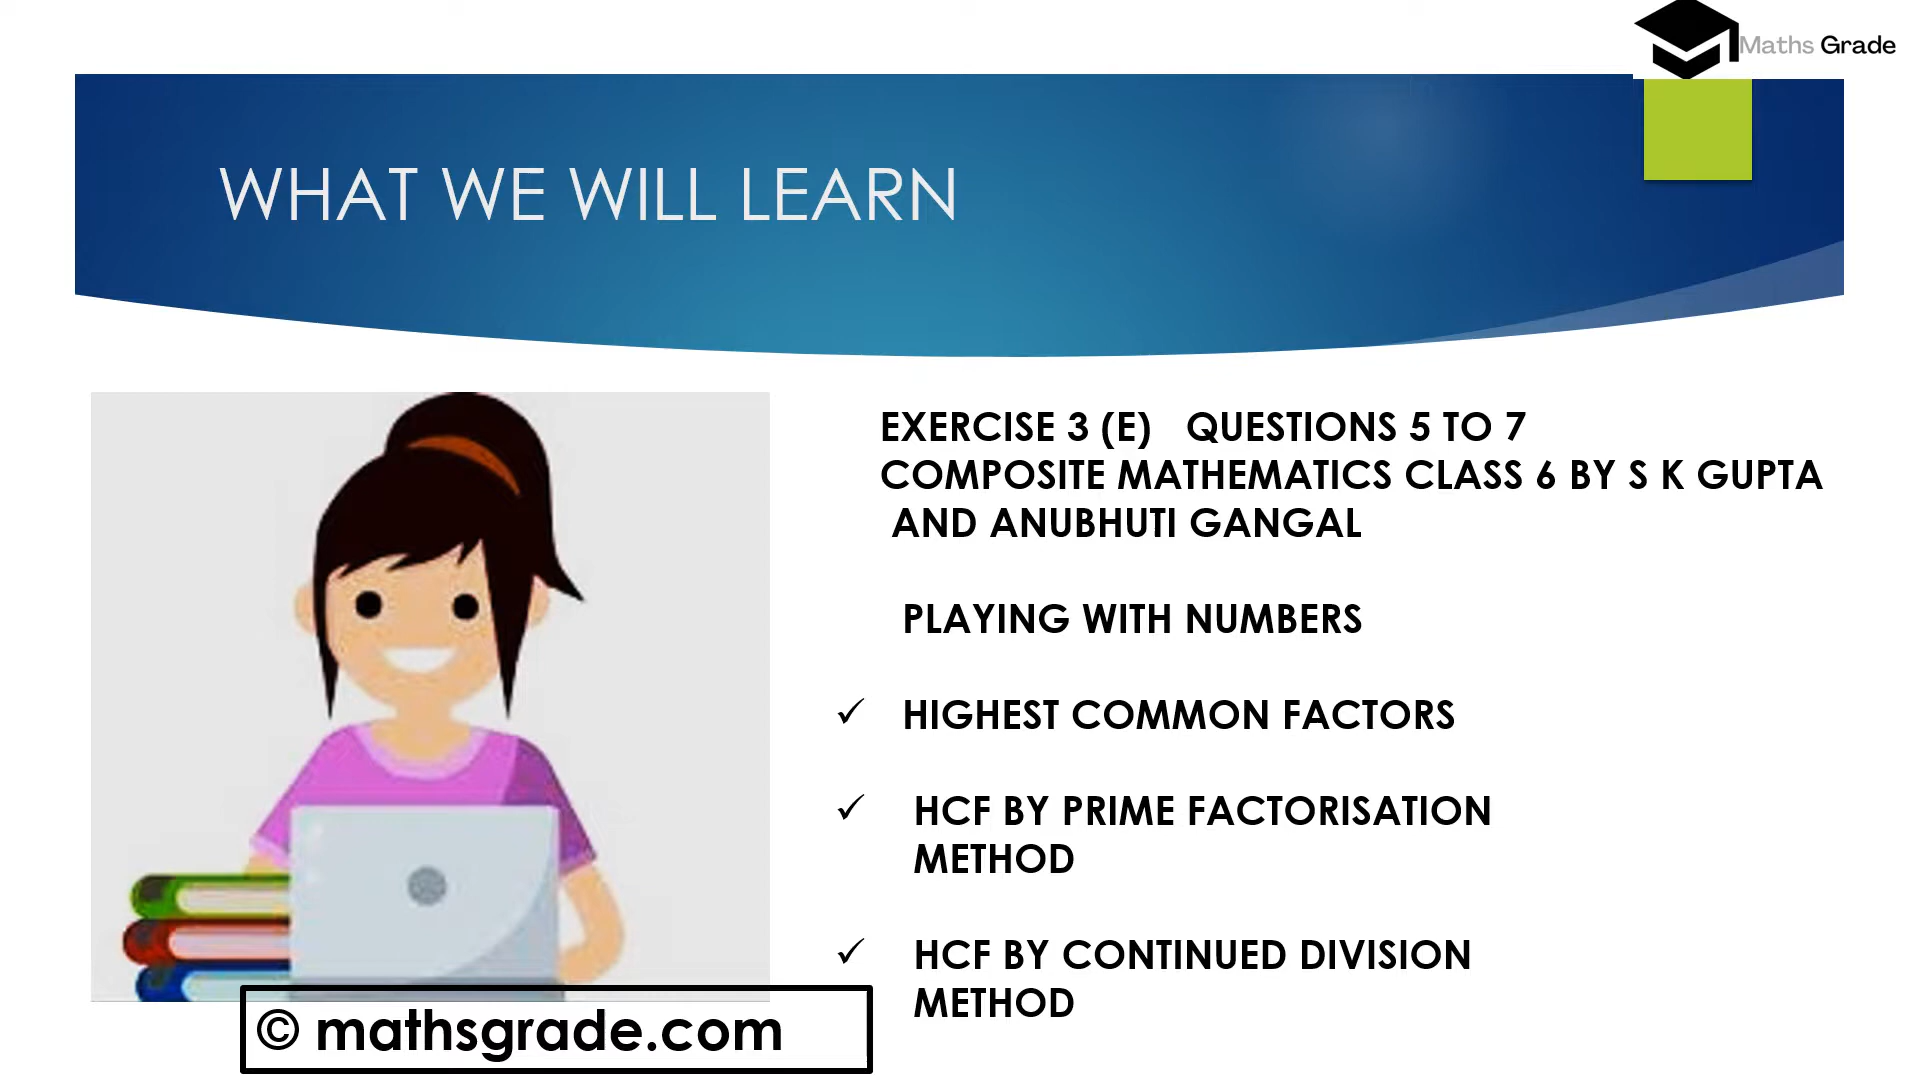 Maths Grade
WHAT WE WILL LEARN
EXERCISE 3 (E) QUESTIONS 5 TO 7
COMPOSITE MATHEMATICS CLASS 6 BY S K GUPTA
AND ANUBHUTI GANGAL
PLAYING WITH NUMBERS
✓ HIGHEST COMMON FACTORS
✓ HCF BY PRIME FACTORISATION
METHOD
✓ HCF BY CONTINUED DIVISION
METHOD
© mathsgrade.com